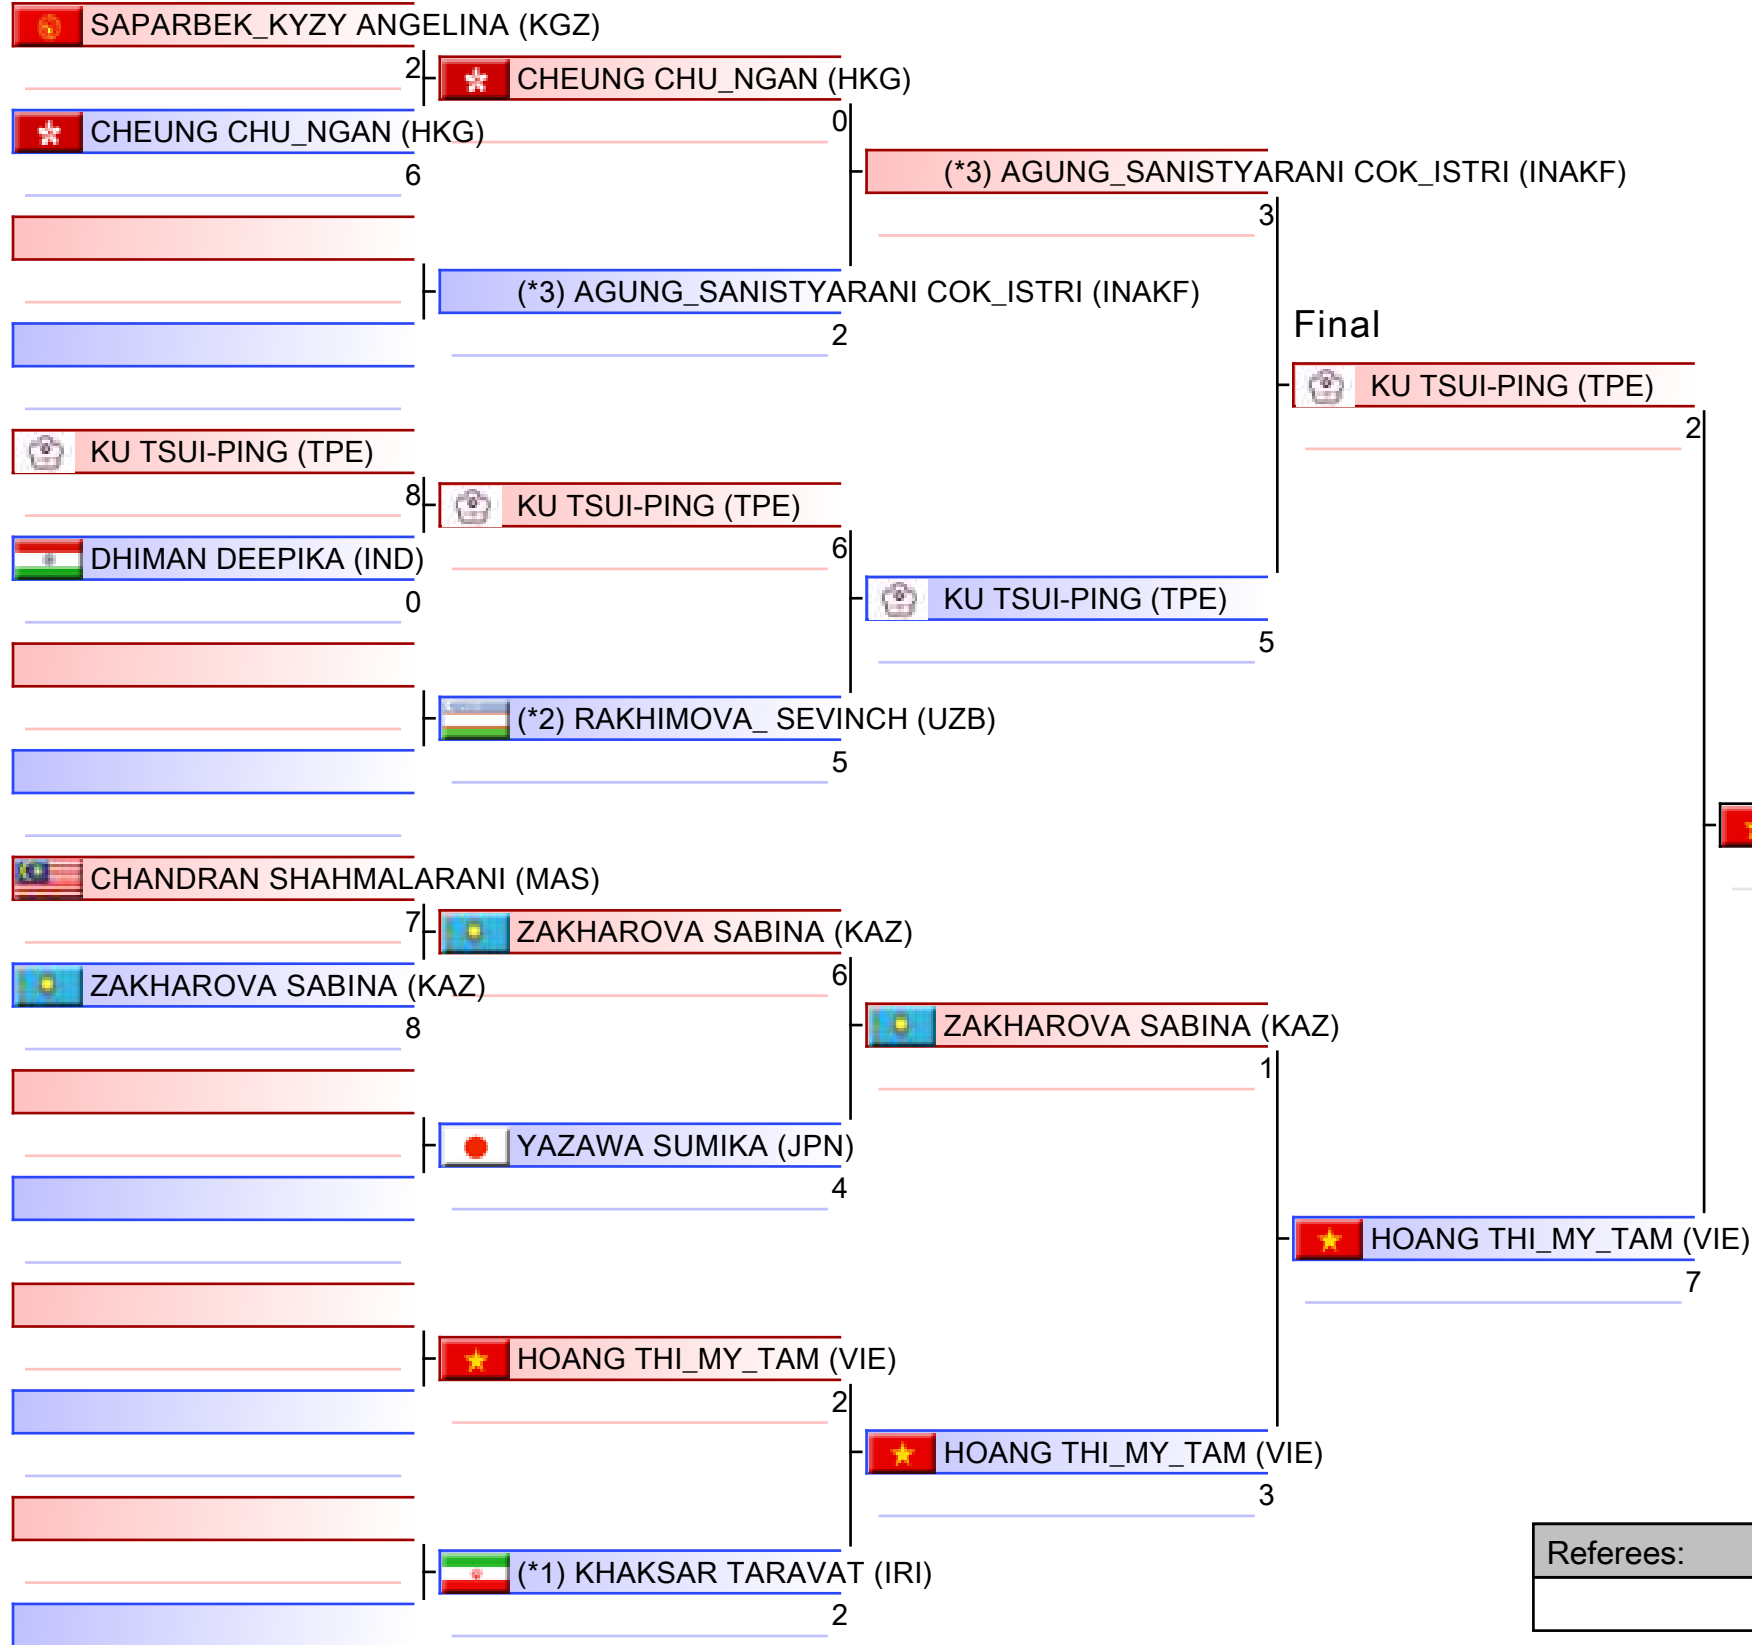 SAPARBEK_KYZY ANGELINA (KGZ)
2
CHEUNG CHU_NGAN (HKG)
CHEUNG CHU_NGAN (HKG)
0
6
(*3) AGUNG_SANISTYARANI COK_ISTRI (INAKF)
3
(*3) AGUNG_SANISTYARANI COK_ISTRI (INAKF)
2
Final
KU TSUI-PING (TPE)
2
KU TSUI-PING (TPE)
8
KU TSUI-PING (TPE)
6
DHIMAN DEEPIKA (IND)
0
KU TSUI-PING (TPE)
5
(*2) RAKHIMOVA_ SEVINCH (UZB)
5
CHANDRAN SHAHMALARANI (MAS)
7
ZAKHAROVA SABINA (KAZ)
6
ZAKHAROVA SABINA (KAZ)
8
ZAKHAROVA SABINA (KAZ)
1
YAZAWA SUMIKA (JPN)
4
HOANG THI_MY_TAM (VIE)
7
HOANG THI_MY_TAM (VIE)
2
HOANG THI_MY_TAM (VIE)
3
(*1) KHAKSAR TARAVAT (IRI)
2
Referees: